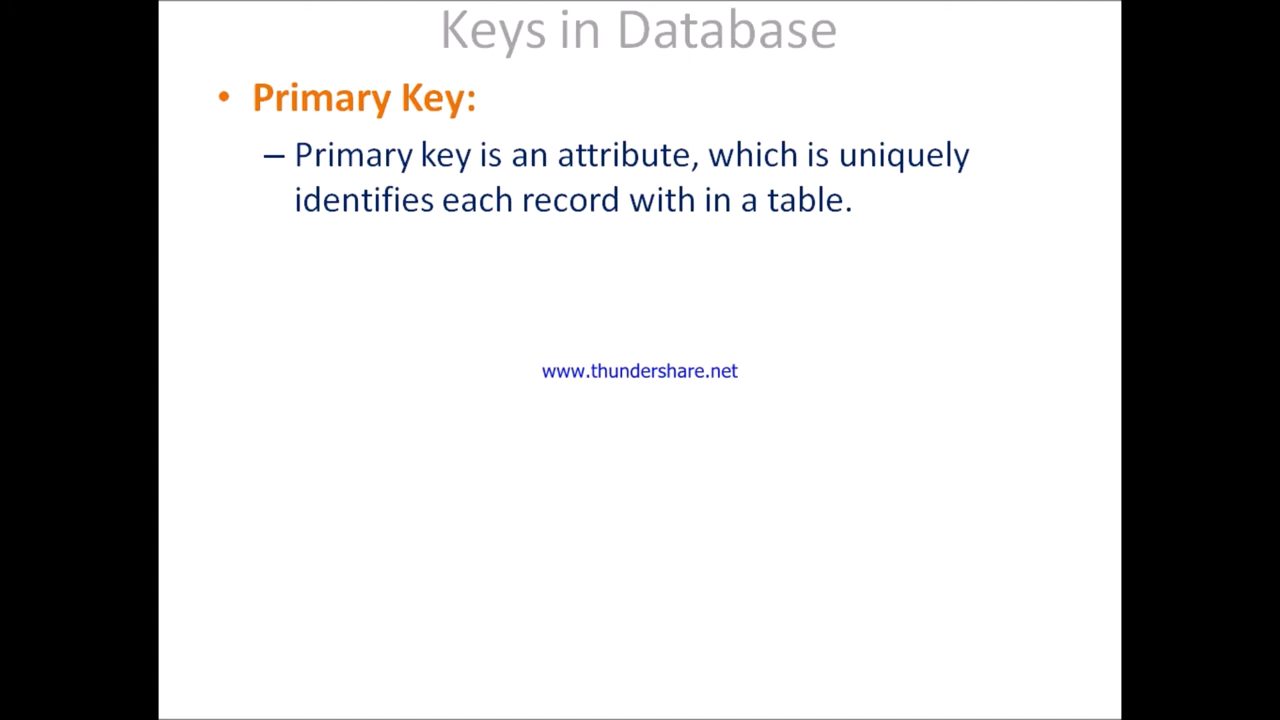 Keys in Database
• Primary Key:
– Primary key is an attribute, which is uniquely
identifies each record with in a table.
www.thundershare.net